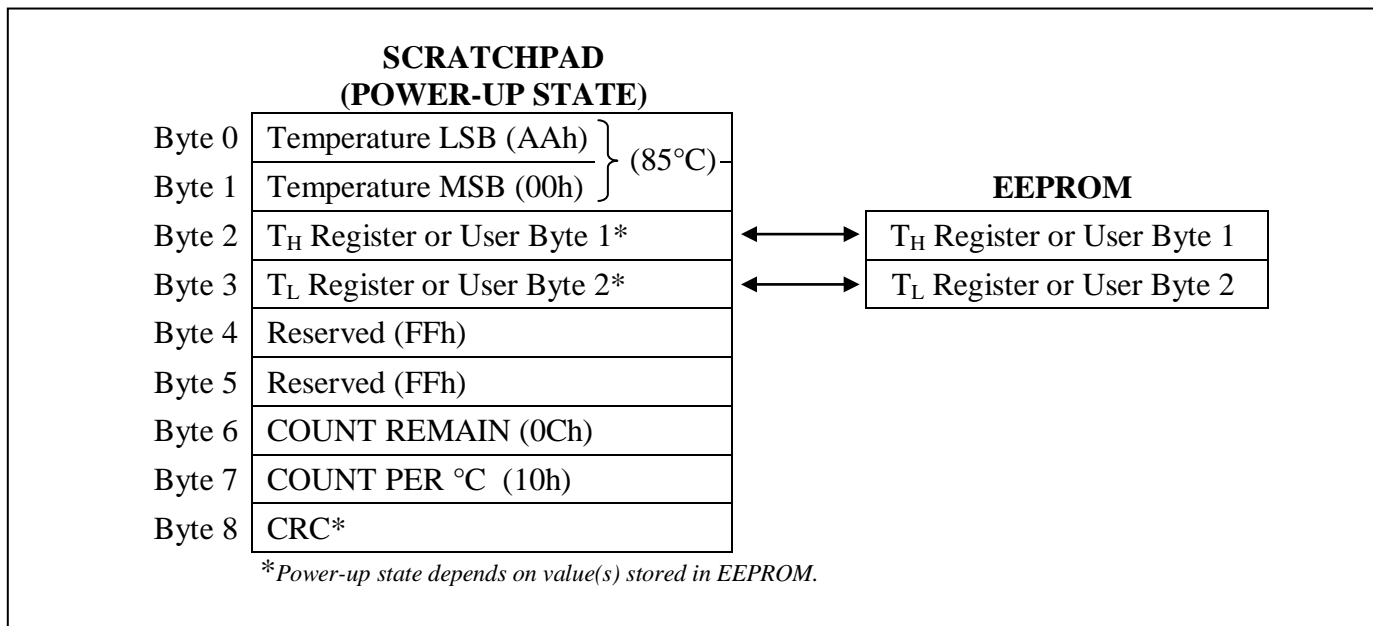 SCRATCHPAD
(POWER-UP STATE)
Byte 0 Temperature LSB (AAh)
(85°C)
Byte 1 Temperature MSB (00h)
EEPROM
Byte 2 TH Register or User Byte 1* TH Register or User Byte 1
Byte 3 TL Register or User Byte 2* TL Register or User Byte 2
Byte 4 Reserved (FFh)
Byte 5 Reserved (FFh)
Byte 6 COUNT REMAIN (0Ch)
Byte 7 COUNT PER °C (10h)
Byte 8 CRC*
*Power-up state depends on value(s) stored in EEPROM.